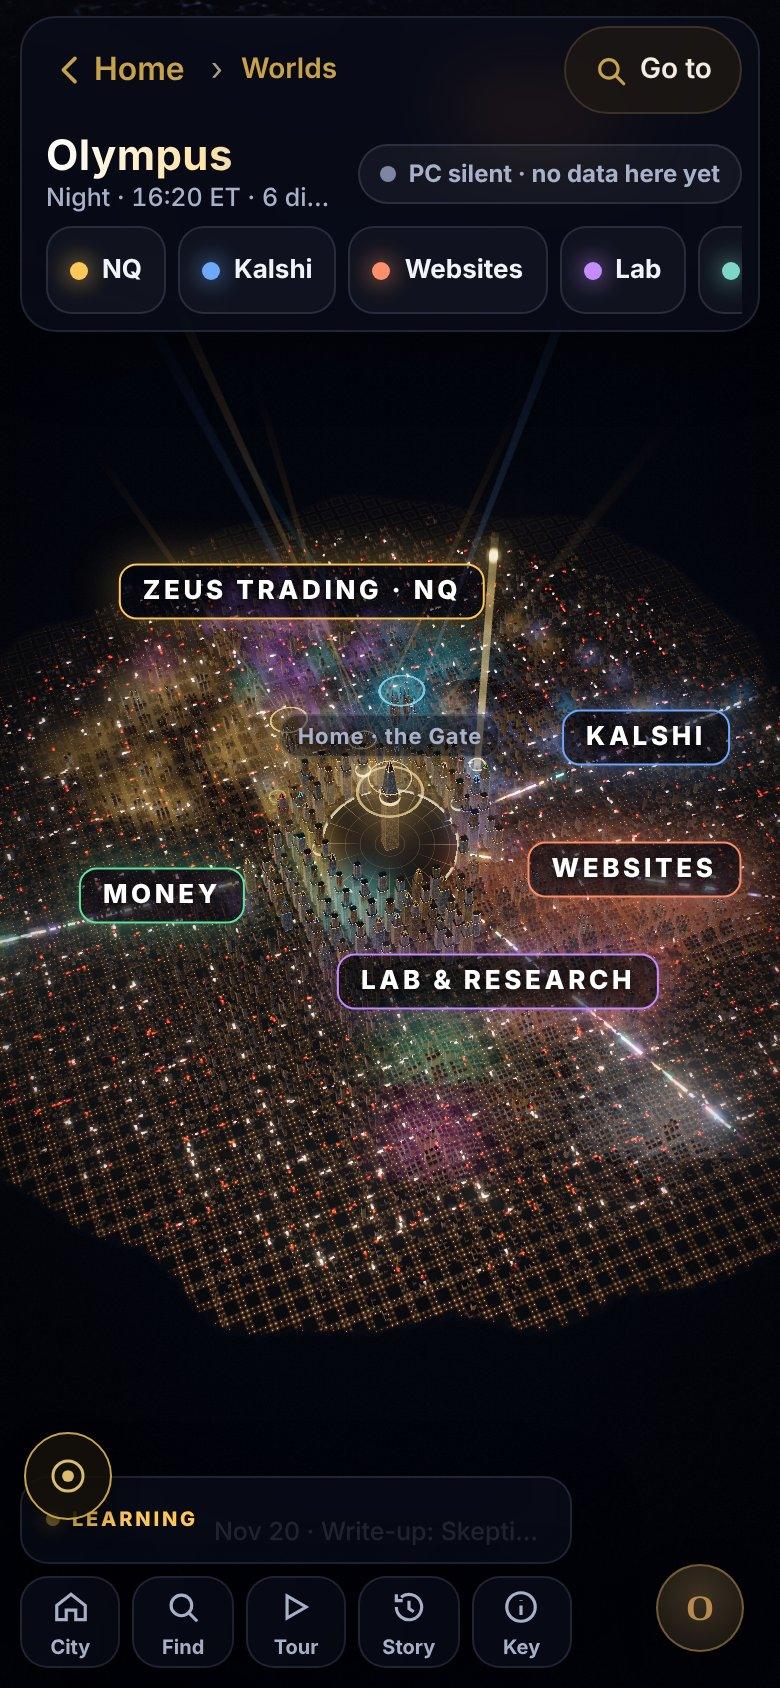 Home › Worlds
Go to
Olympus
Night · 16:20 ET · 6 di...
PC silent · no data here yet
NQ
Kalshi
Websites
Lab
ZEUS TRADING · NQ
Home · the Gate
KALSHI
WEBSITES
MONEY
LAB & RESEARCH
LEARNING
Nov 20 · Write-up: Skepti...
City
Find
Tour
Story
Key
O